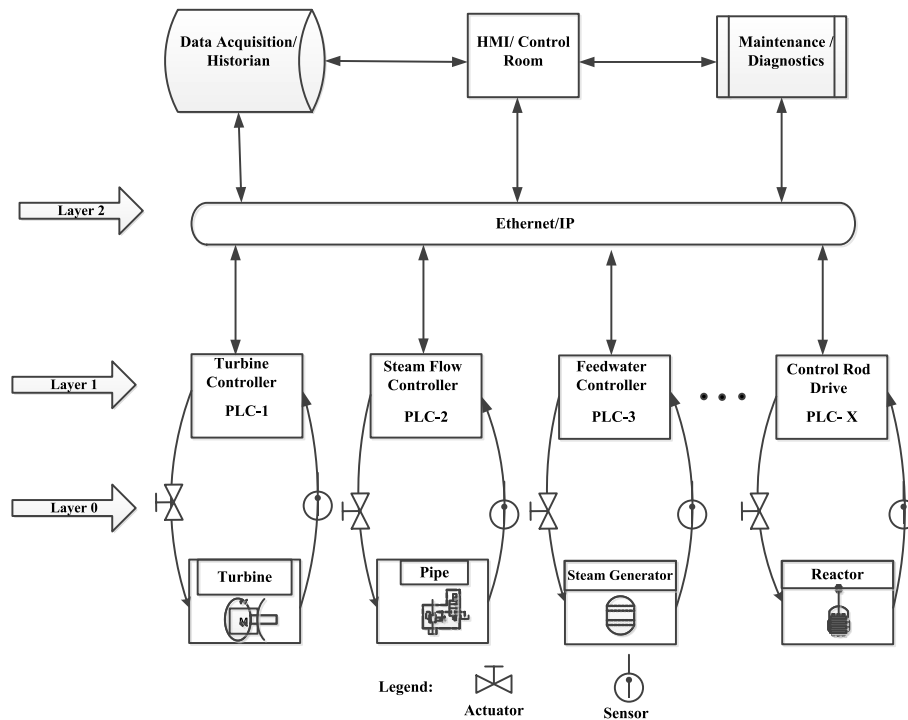 Data Acquisition/
Historian
HMI/ Control
Room
Maintenance /
Diagnostics
Layer 2
Ethernet/IP
Layer 1
Turbine
Controller
PLC-1
Steam Flow
Controller
PLC-2
Feedwater
Controller
PLC-3
Control Rod
Drive
PLC- X
Layer 0
Turbine
Pipe
Steam Generator
Reactor
Legend:
Actuator
Sensor